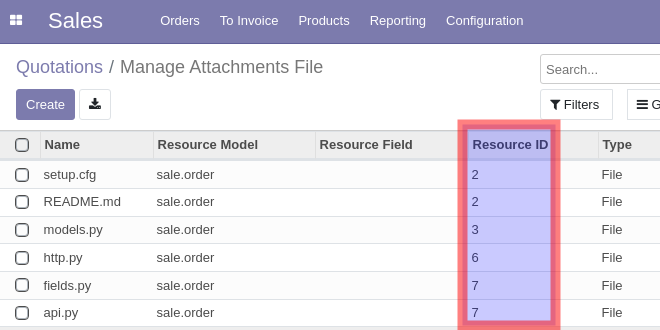 Sales Orders To Invoice Products Reporting Configuration
Quotations / Manage Attachments File
Search...
Create Filters G
Name Resource Model Resource Field Resource ID Type
setup.cfg sale.order 2 File
README.md sale.order 2 File
models.py sale.order 3 File
http.py sale.order 6 File
fields.py sale.order 7 File
api.py sale.order 7 File